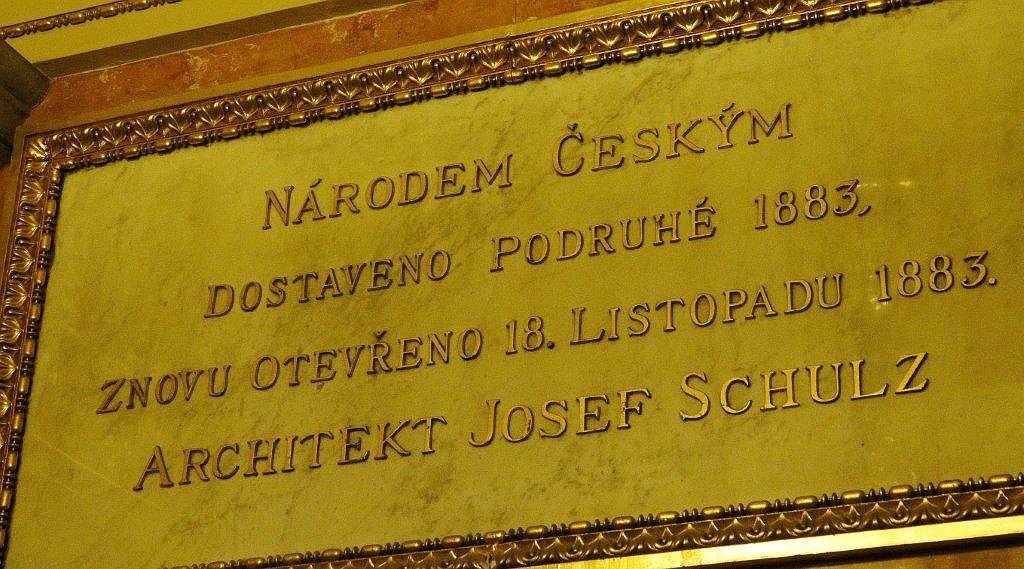 NÁRODEM ČESKÝM
DOSTAVENO PODRUHÉ 1883,
ZNOVU OTEVŘENO 18. LISTOPADU 1883.
ARCHITEKT JOSEF SCHULZ